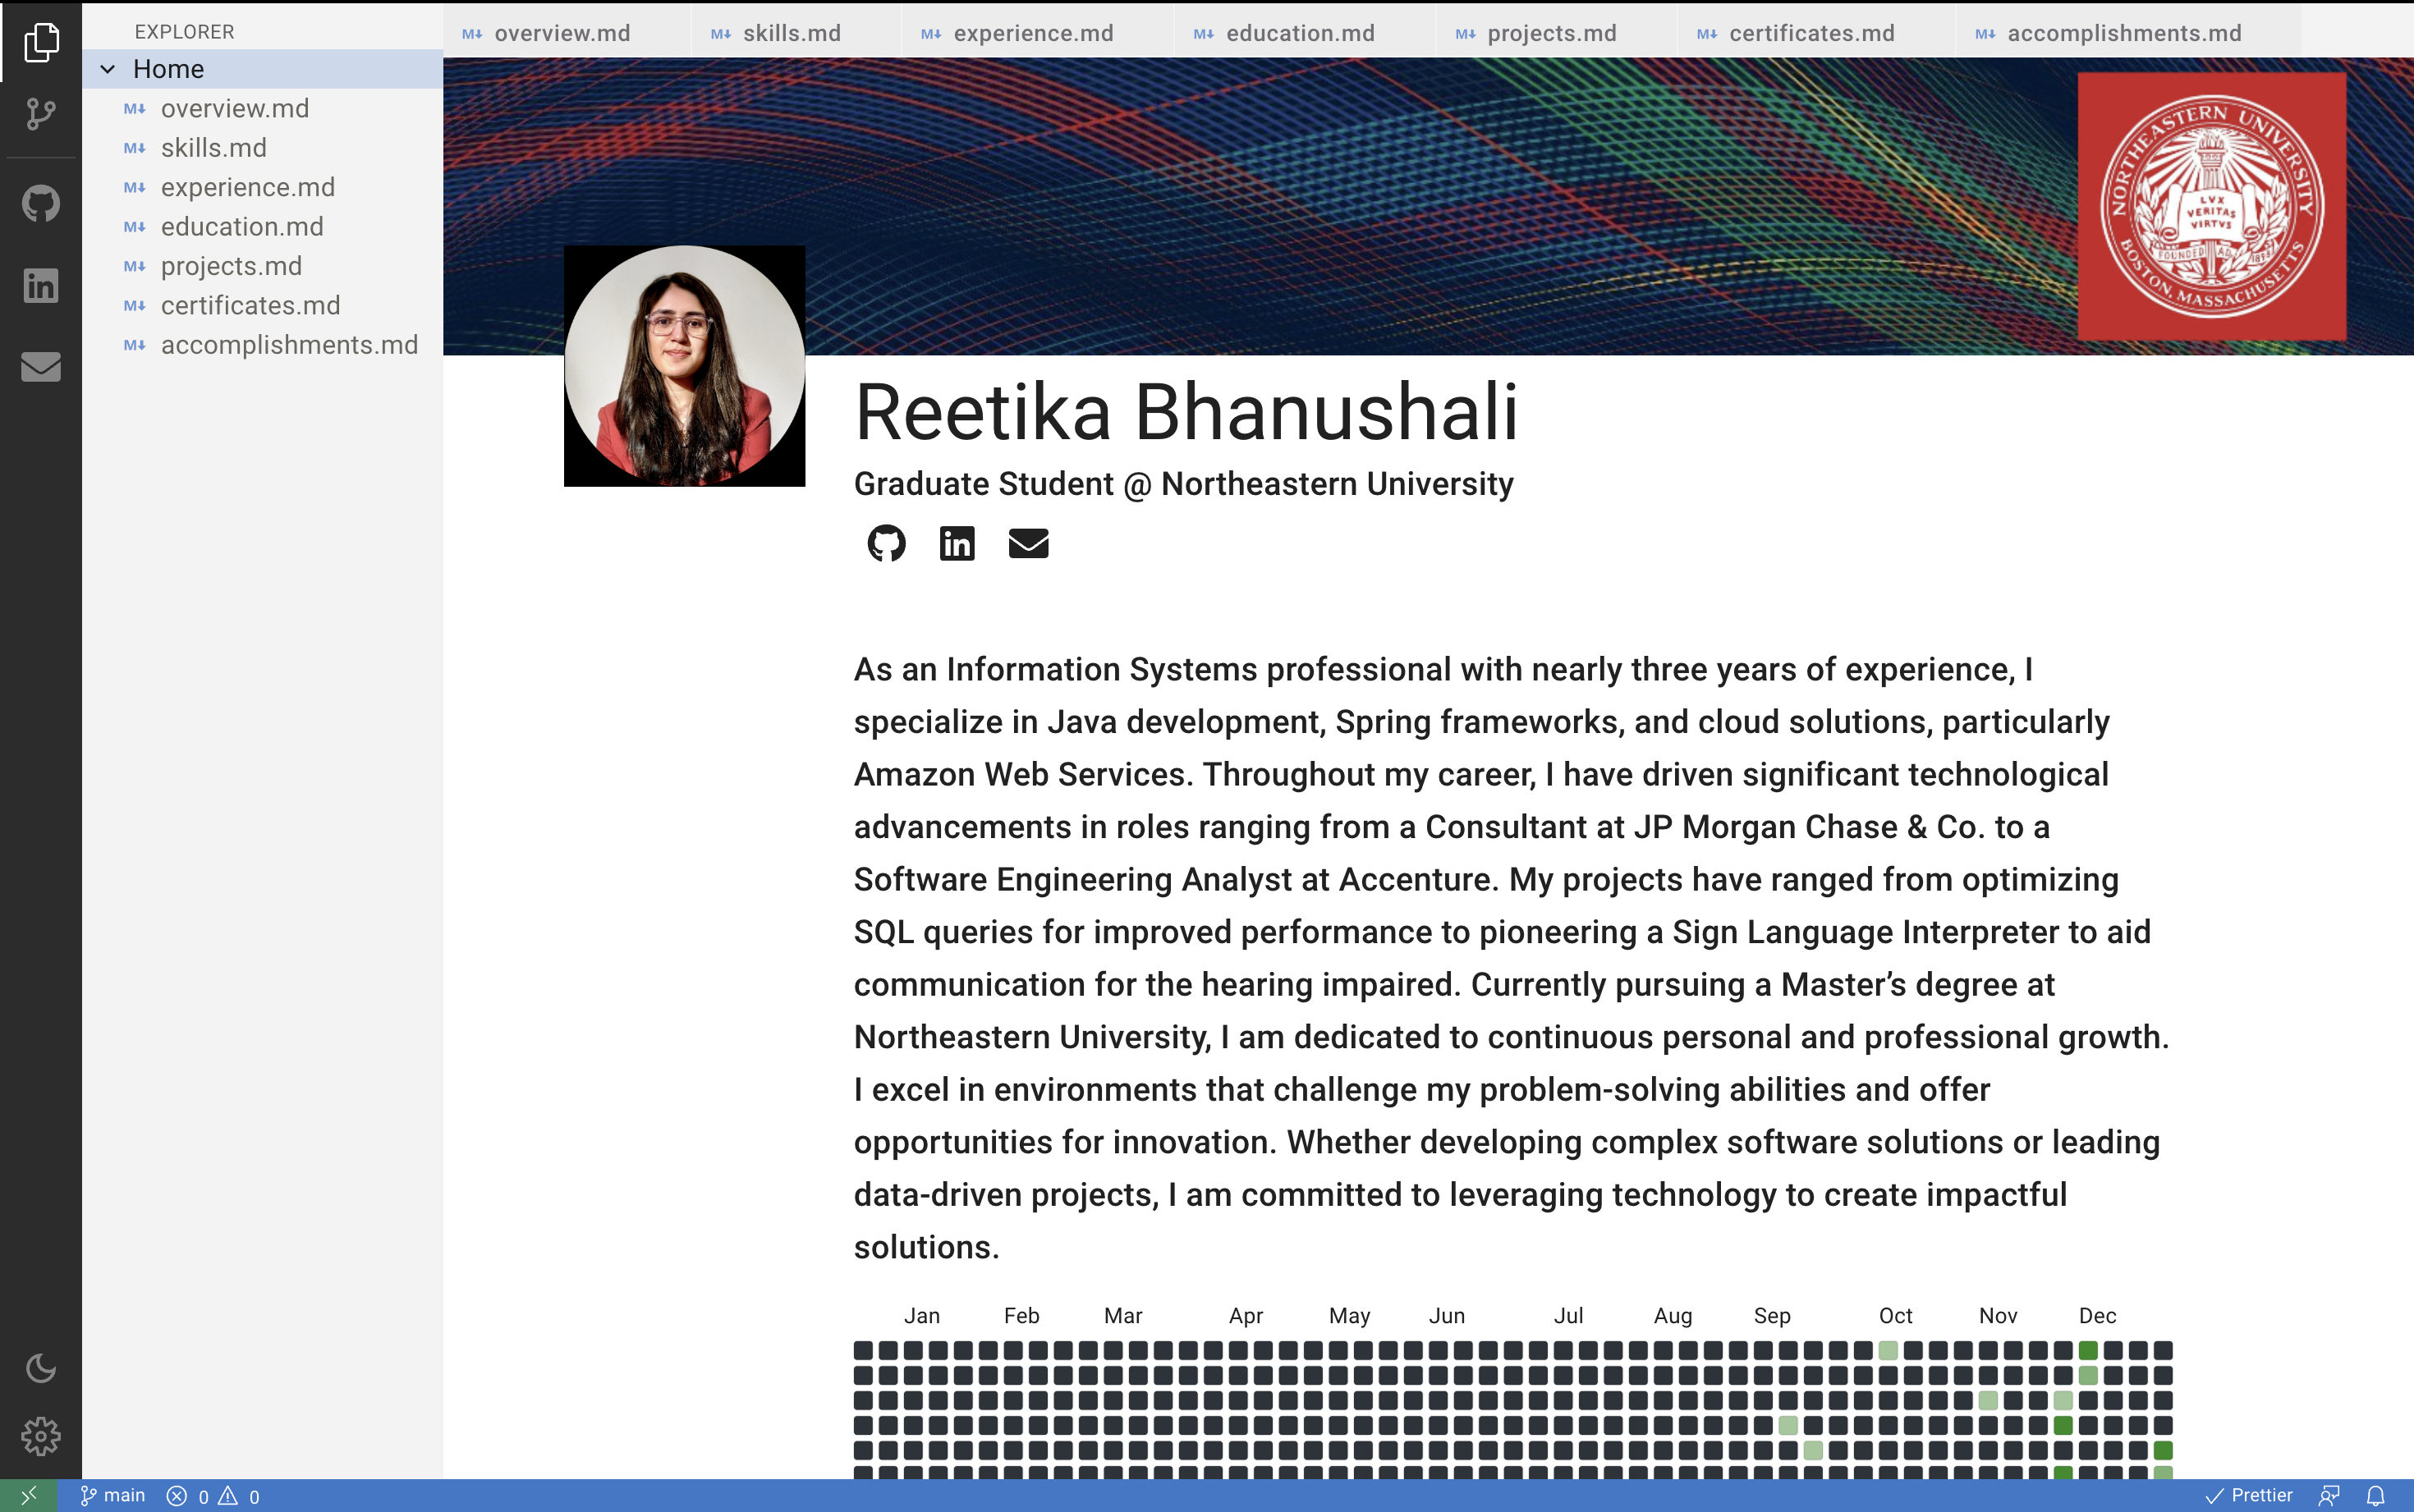 EXPLORER
Home
overview.md
skills.md
experience.md
education.md
projects.md
certificates.md
accomplishments.md
overview.md
skills.md
experience.md
education.md
projects.md
certificates.md
accomplishments.md
NORTHEASTERN UNIVERSITY
LVX
VERITAS
VIRTVS
FOUNDED AD 1898
BOSTON, MASSACHUSETTS
Reetika Bhanushali
Graduate Student @ Northeastern University
As an Information Systems professional with nearly three years of experience, I
specialize in Java development, Spring frameworks, and cloud solutions, particularly
Amazon Web Services. Throughout my career, I have driven significant technological
advancements in roles ranging from a Consultant at JP Morgan Chase & Co. to a
Software Engineering Analyst at Accenture. My projects have ranged from optimizing
SQL queries for improved performance to pioneering a Sign Language Interpreter to aid
communication for the hearing impaired. Currently pursuing a Master’s degree at
Northeastern University, I am dedicated to continuous personal and professional growth.
I excel in environments that challenge my problem-solving abilities and offer
opportunities for innovation. Whether developing complex software solutions or leading
data-driven projects, I am committed to leveraging technology to create impactful
solutions.
Jan Feb Mar Apr May Jun Jul Aug Sep Oct Nov Dec
main 0 0
Prettier